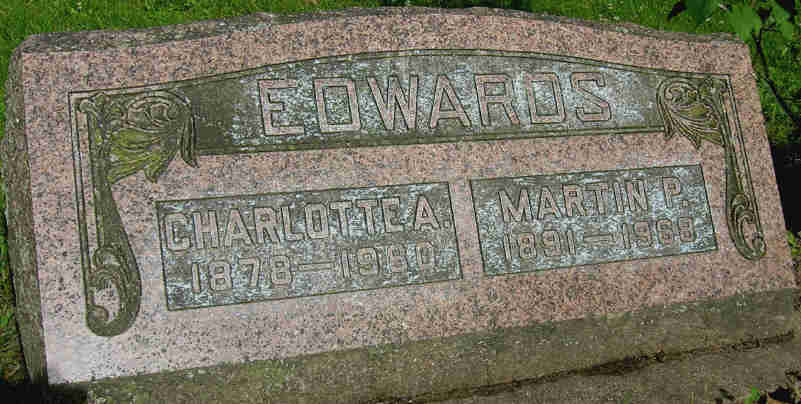 EDWARDS
CHARLOTTE A.
1878-1960
MARTIN P.
1891-1968